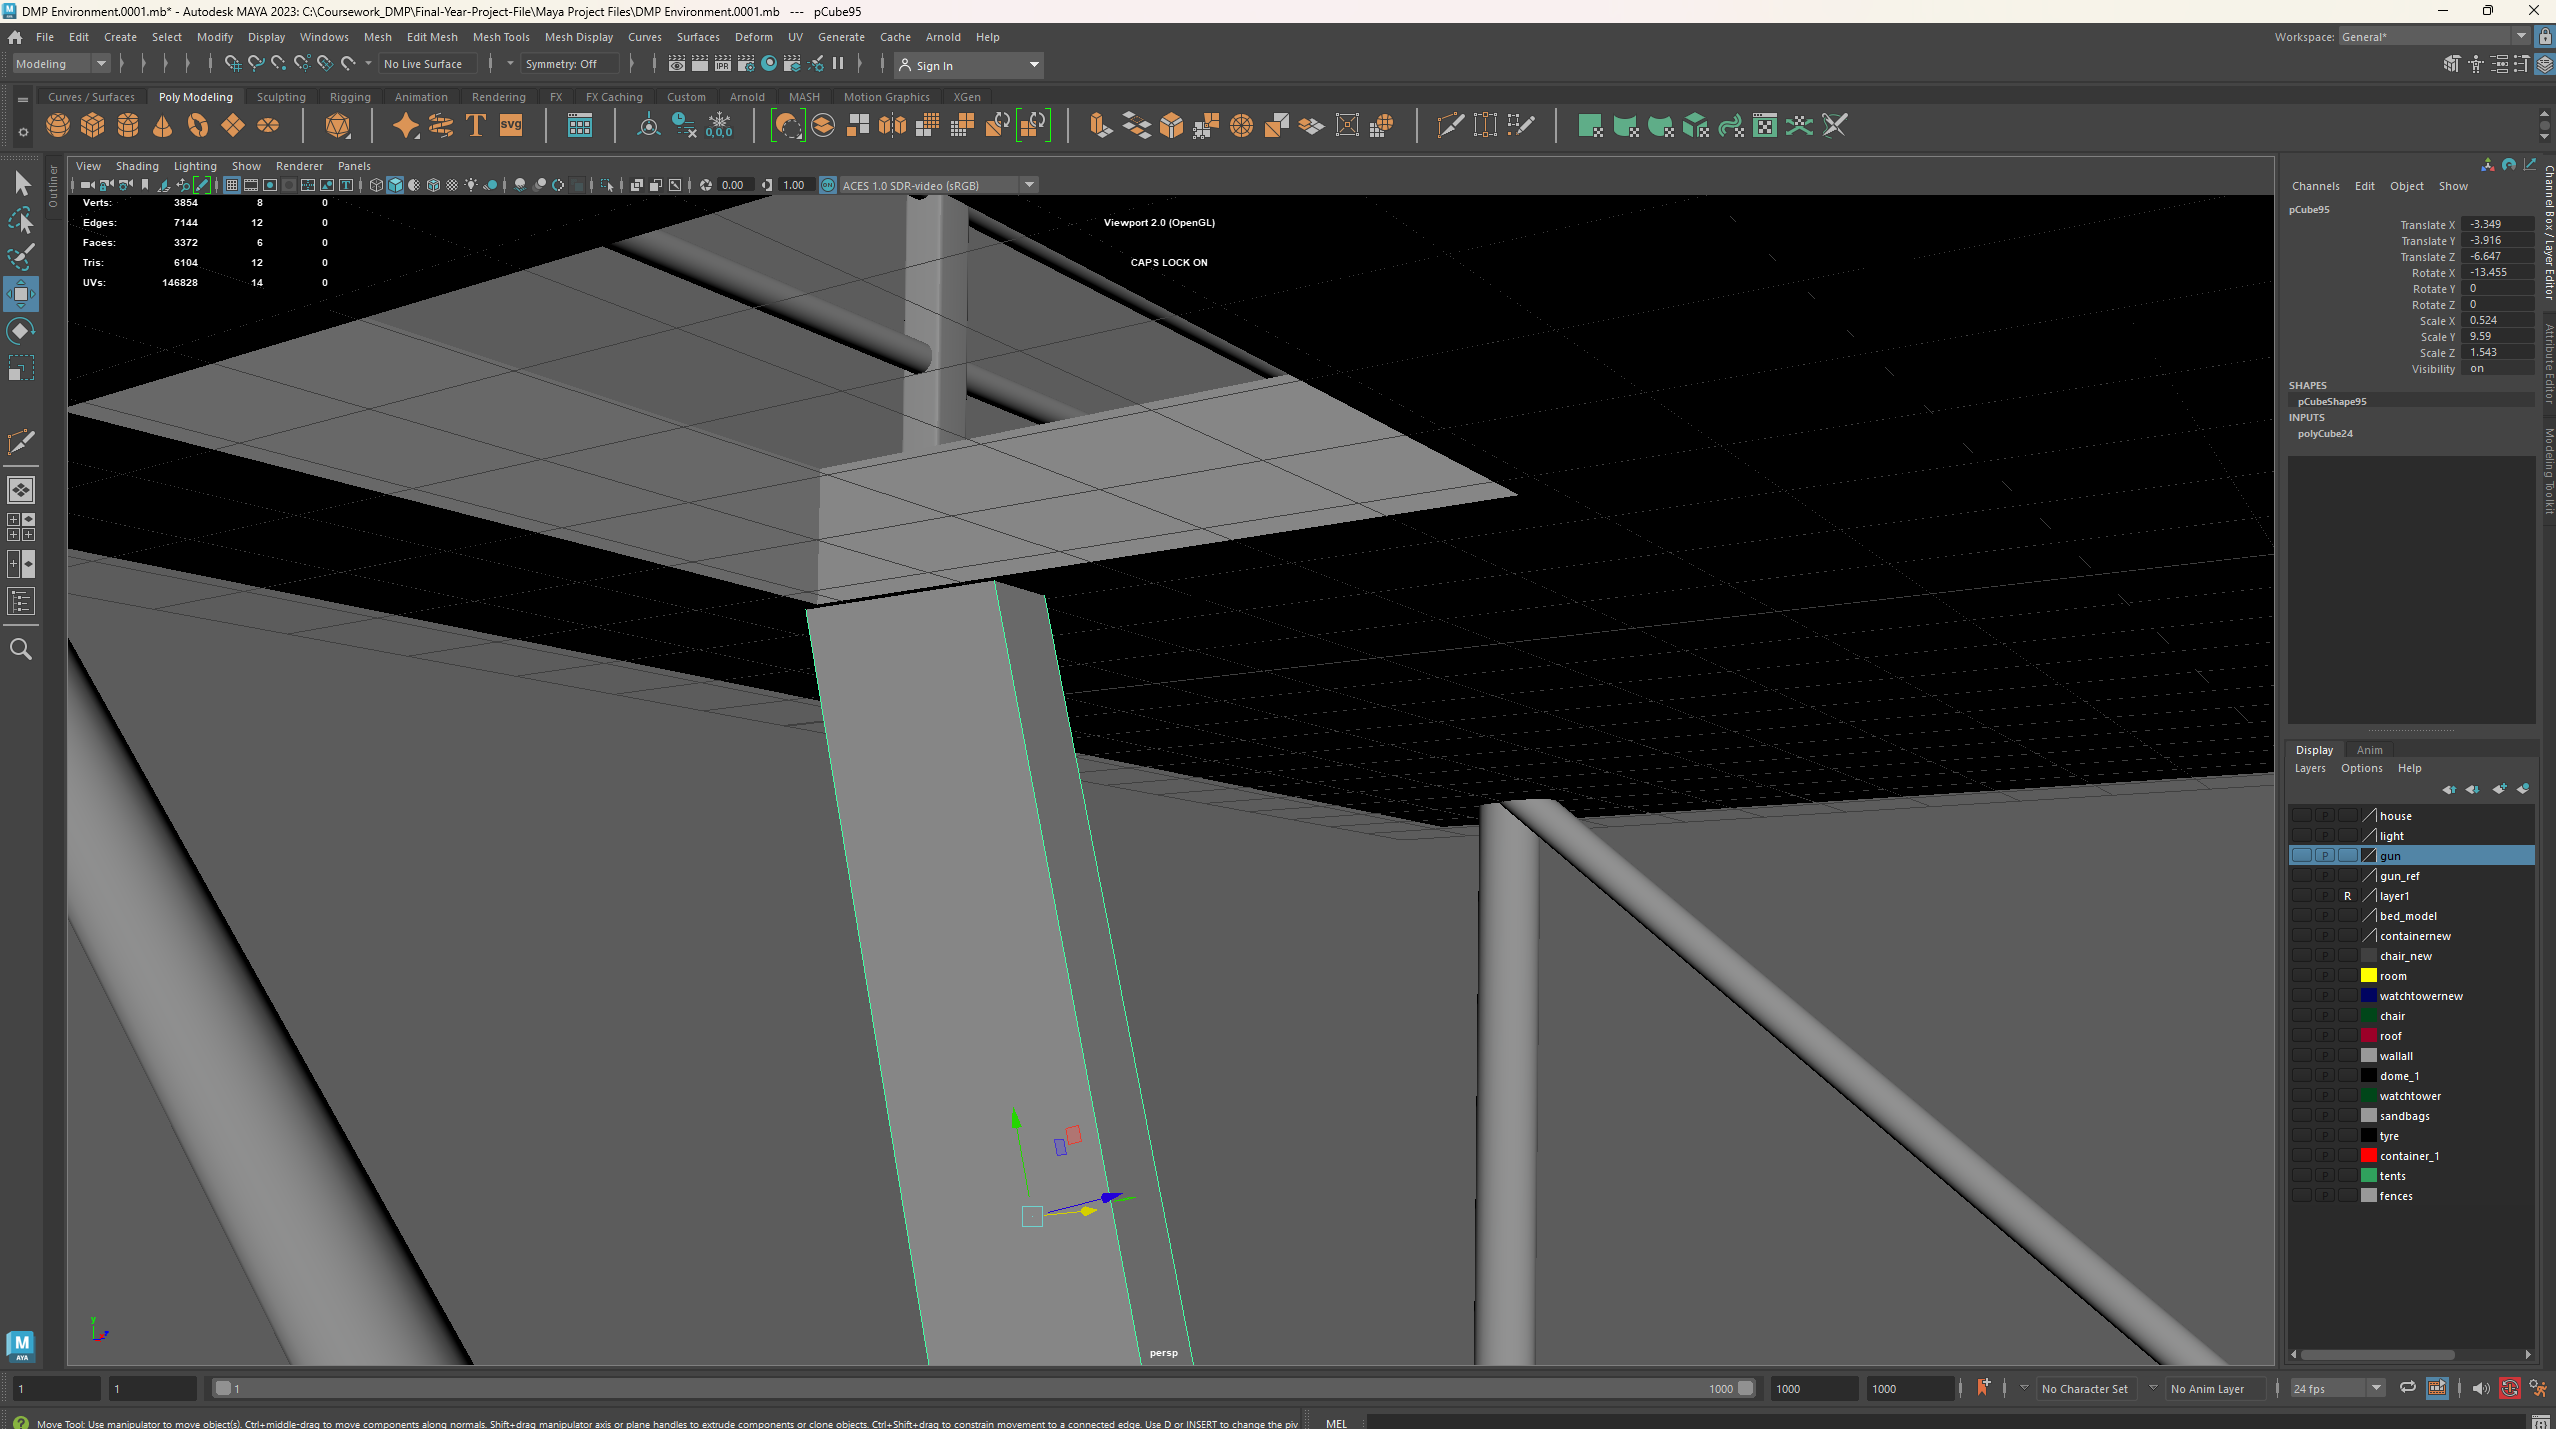 DMP Environment.0001.mb* - Autodesk MAYA 2023: C:\Coursework_DMP\Final-Year-Project-File\Maya Project Files\DMP Environment.0001.mb --- pCube95
File Edit Create Select Modify Display Windows Mesh Edit Mesh Mesh Tools Mesh Display Curves Surfaces Deform UV Generate Cache Arnold Help
Workspace: General*
Modeling No Live Surface Symmetry: Off Sign In
Curves / Surfaces Poly Modeling Sculpting Rigging Animation Rendering FX FX Caching Custom Arnold MASH Motion Graphics XGen
View Shading Lighting Show Renderer Panels
0.00 1.00 ACES 1.0 SDR-video (sRGB)
Outliner
Verts: 3854 8 0
Edges: 7144 12 0
Faces: 3372 6 0
Tris: 6104 12 0
UVs: 146828 14 0
Viewport 2.0 (OpenGL)
CAPS LOCK ON
persp
Channels Edit Object Show
pCube95
Translate X -3.349
Translate Y -3.916
Translate Z -6.647
Rotate X -13.455
Rotate Y 0
Rotate Z 0
Scale X 0.524
Scale Y 9.59
Scale Z 1.543
Visibility on
SHAPES
pCubeShape95
INPUTS
polyCube24
Channel Box / Layer Editor
Attribute Editor
Modeling Toolkit
Display Anim
Layers Options Help
P house
P light
P gun
P gun_ref
P R layer1
P bed_model
P containernew
P chair_new
P room
P watchtowernew
P chair
P roof
P wallall
P dome_1
P watchtower
P sandbags
P tyre
P container_1
P tents
P fences
1 1 1 1000 1000 1000 No Character Set No Anim Layer 24 fps
Move Tool: Use manipulator to move object(s). Ctrl+middle-drag to move components along normals. Shift+drag manipulator axis or plane handles to extrude components or clone objects. Ctrl+Shift+drag to constrain movement to a connected edge. Use D or INSERT to change the piv
MEL